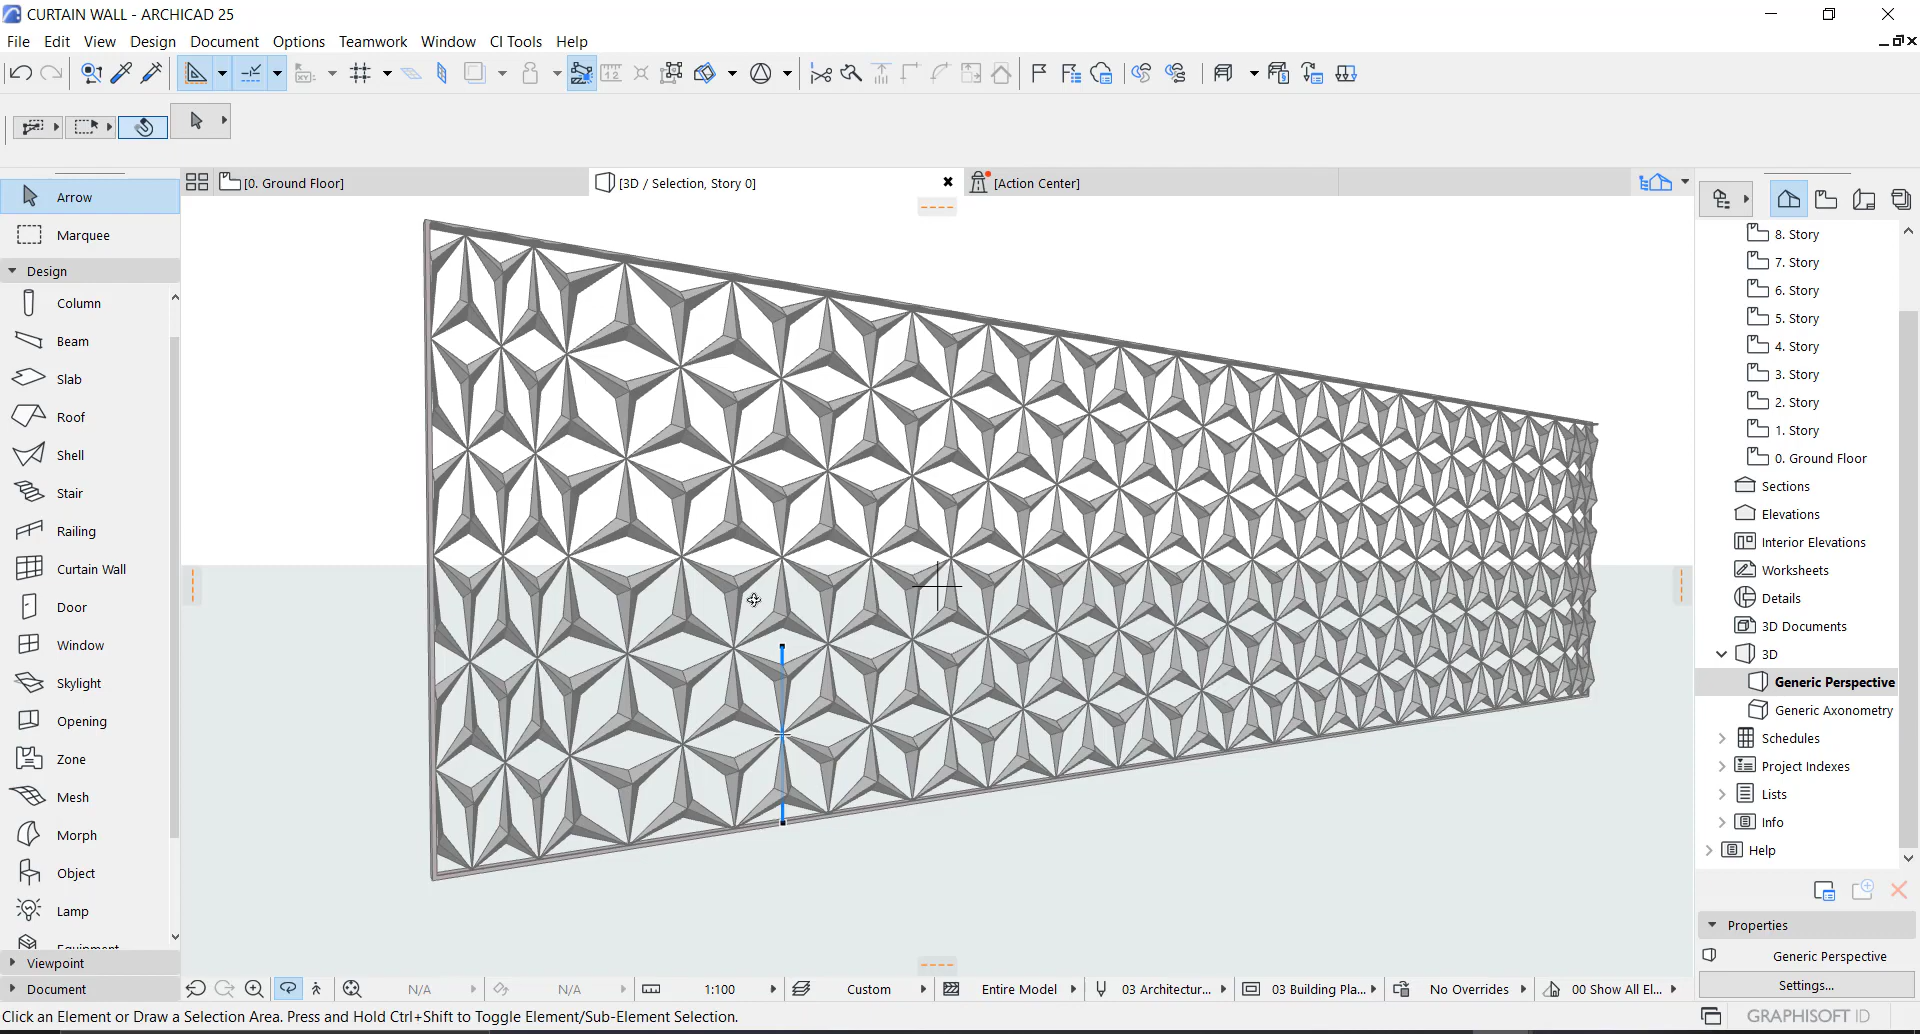 CURTAIN WALL - ARCHICAD 25
File Edit View Design Document Options Teamwork Window CI Tools Help
[0. Ground Floor]
[3D / Selection, Story 0]
[Action Center]
Arrow
Marquee
Design
Column
Beam
Slab
Roof
Shell
Stair
Railing
Curtain Wall
Door
Window
Skylight
Opening
Zone
Mesh
Morph
Object
Lamp
Equipment
Viewpoint
Document
8. Story
7. Story
6. Story
5. Story
4. Story
3. Story
2. Story
1. Story
0. Ground Floor
Sections
Elevations
Interior Elevations
Worksheets
Details
3D Documents
3D
Generic Perspective
Generic Axonometry
Schedules
Project Indexes
Lists
Info
Help
Properties
Generic Perspective
Settings...
N/A N/A 1:100 Custom Entire Model 03 Architectur... 03 Building Pla... No Overrides 00 Show All El...
Click an Element or Draw a Selection Area. Press and Hold Ctrl+Shift to Toggle Element/Sub-Element Selection.
GRAPHISOFT ID